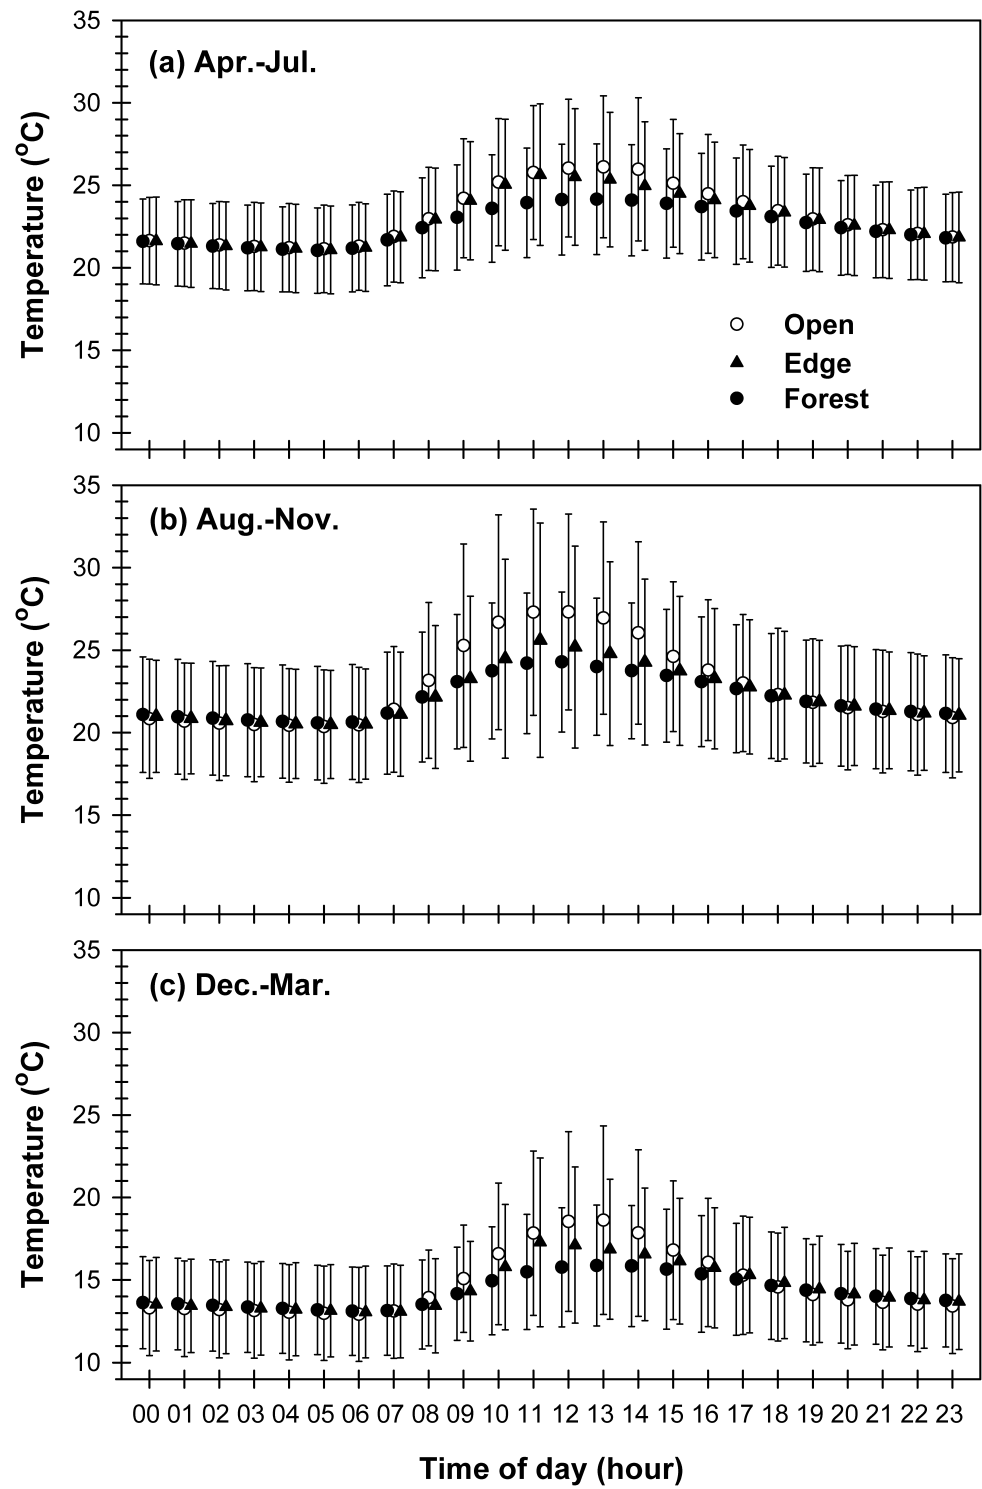 (a) Apr.-Jul.
Temperature (°C)
35
30
25
20
15
10
Open
Edge
Forest
(b) Aug.-Nov.
Temperature (°C)
35
30
25
20
15
10
(c) Dec.-Mar.
Temperature (°C)
35
30
25
20
15
10
00 01 02 03 04 05 06 07 08 09 10 11 12 13 14 15 16 17 18 19 20 21 22 23
Time of day (hour)